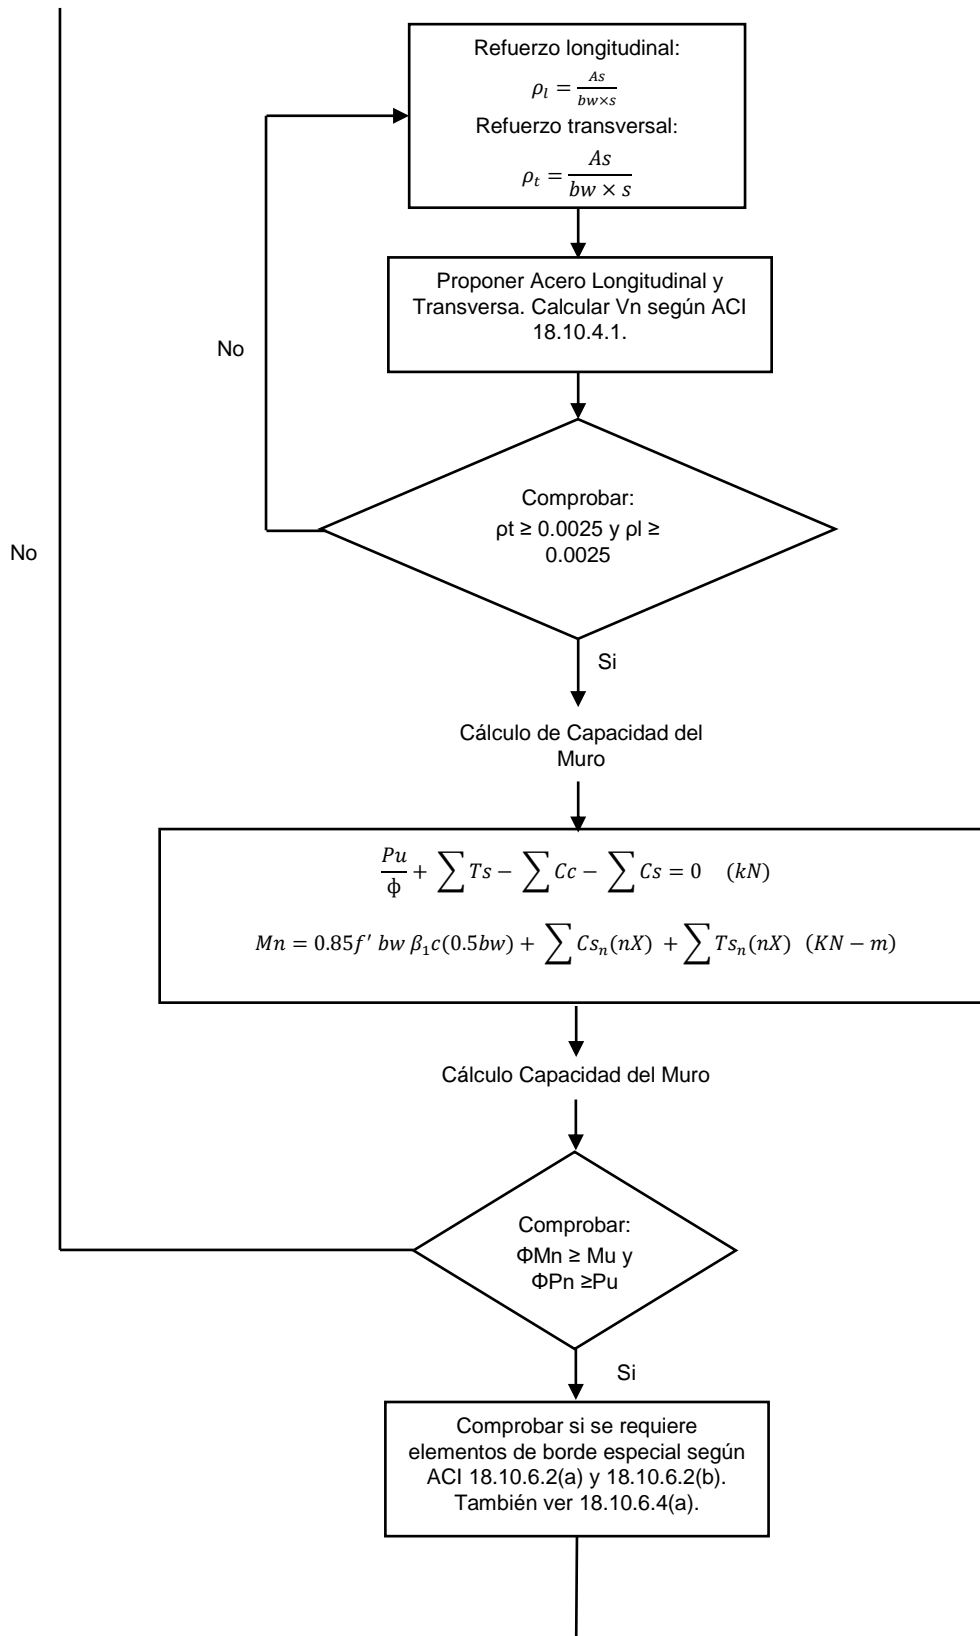 Refuerzo longitudinal:
ρ_l = As / bw×s
Refuerzo transversal:
ρ_t = As / bw × s
Proponer Acero Longitudinal y
Transversa. Calcular Vn según ACI
18.10.4.1.
No
Comprobar:
ρt ≥ 0.0025 y ρl ≥
0.0025
No
Si
Cálculo de Capacidad del
Muro
Pu/ϕ + ∑ Ts − ∑ Cc − ∑ Cs = 0 (kN)
Mn = 0.85f′ bw β₁c(0.5bw) + ∑ Csₙ(nX) + ∑ Tsₙ(nX) (KN − m)
Cálculo Capacidad del Muro
Comprobar:
ΦMn ≥ Mu y
ΦPn ≥Pu
Si
Comprobar si se requiere
elementos de borde especial según
ACI 18.10.6.2(a) y 18.10.6.2(b).
También ver 18.10.6.4(a).